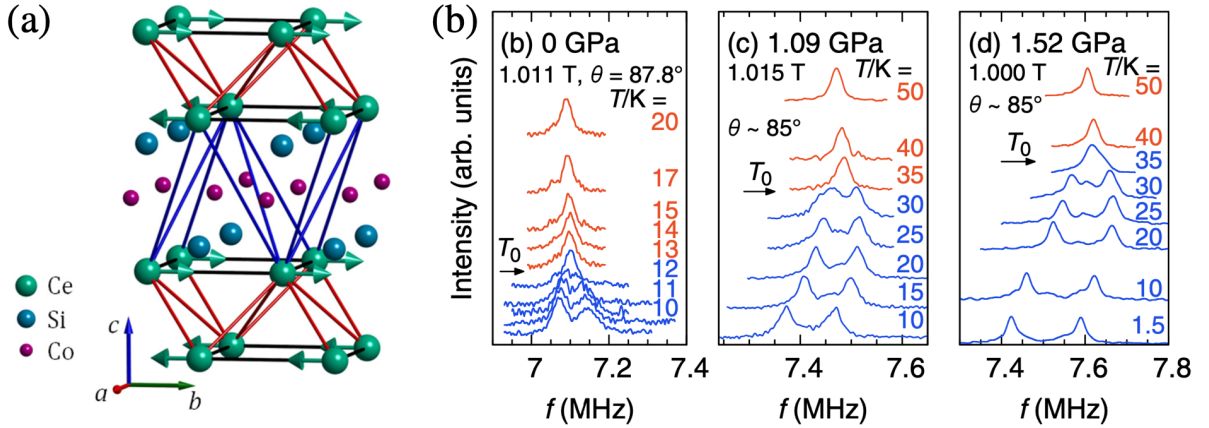 (a)
Ce
Si
Co
c
a
b
(b)
Intensity (arb. units)
(b) 0 GPa
1.011 T, θ = 87.8°
T/K =
20
17
15
14
13
T₀
12
11
10
7
7.2
7.4
f (MHz)
(c) 1.09 GPa
1.015 T
T/K =
50
θ ~ 85°
40
35
T₀
30
25
20
15
10
7.4
7.6
f (MHz)
(d) 1.52 GPa
1.000 T
T/K =
50
θ ~ 85°
40
T₀
35
30
25
20
10
1.5
7.4
7.6
7.8
f (MHz)